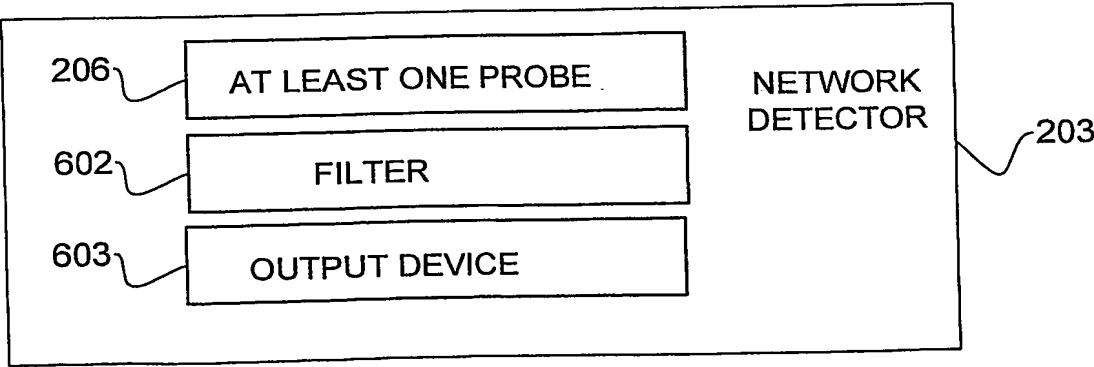 206
AT LEAST ONE PROBE
NETWORK
DETECTOR
203
602
FILTER
603
OUTPUT DEVICE